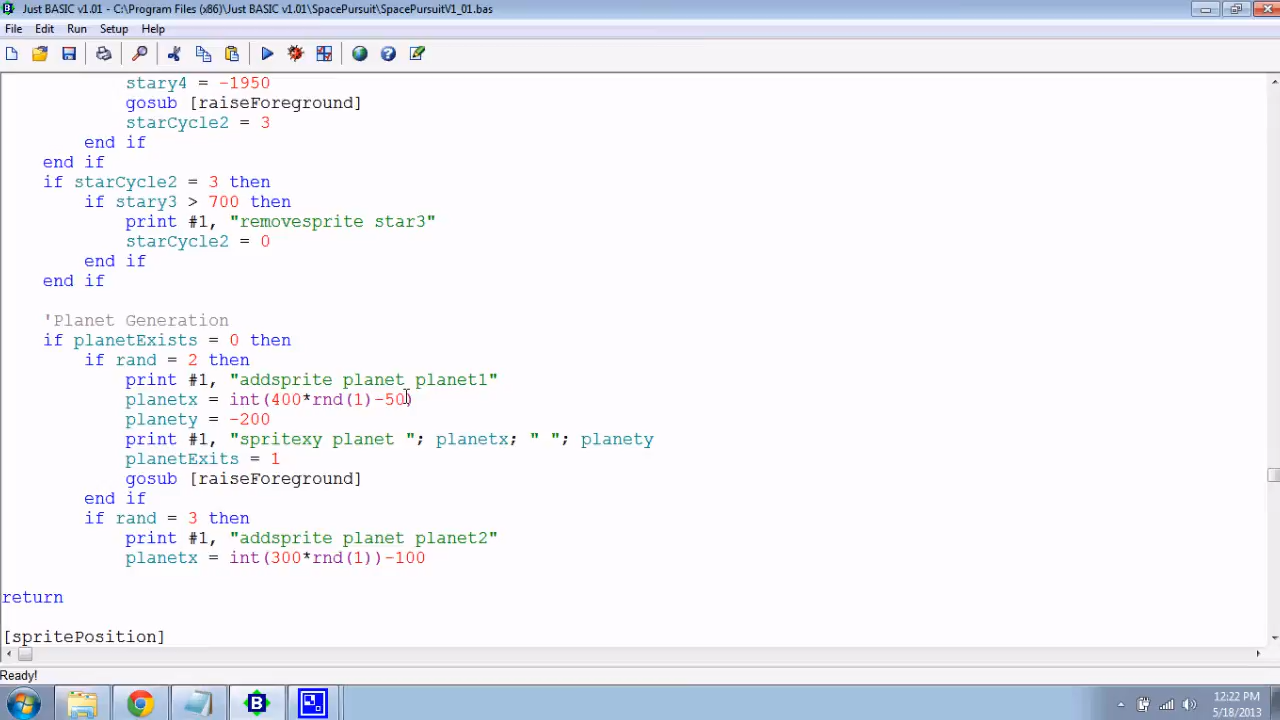 Just BASIC v1.01 - C:\Program Files (x86)\Just BASIC v1.01\SpacePursuit\SpacePursuitV1_01.bas
File Edit Run Setup Help
stary4 = -1950
gosub [raiseForeground]
starCycle2 = 3
end if
end if
if starCycle2 = 3 then
if stary3 > 700 then
print #1, "removesprite star3"
starCycle2 = 0
end if
end if
'Planet Generation
if planetExists = 0 then
if rand = 2 then
print #1, "addsprite planet planet1"
planetx = int(400*rnd(1)-50)
planety = -200
print #1, "spritexy planet "; planetx; " "; planety
planetExits = 1
gosub [raiseForeground]
end if
if rand = 3 then
print #1, "addsprite planet planet2"
planetx = int(300*rnd(1))-100
return
[spritePosition]
Ready!
12:22 PM
5/18/2013